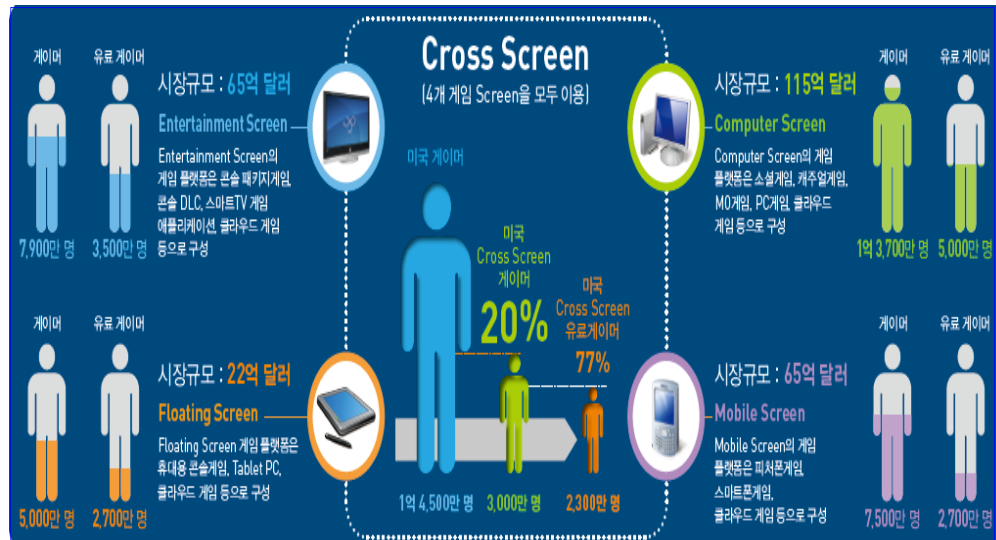 Cross Screen
(4개 게임 Screen을 모두 이용)
게이머
유료 게이머
시장규모 : 65억 달러
Entertainment Screen
Entertainment Screen의
게임 플랫폼은 콘솔 패키지게임,
콘솔 DLC, 스마트TV 게임
애플리케이션, 클라우드 게임
등으로 구성
7,900만 명
3,500만 명
게이머
유료 게이머
시장규모 : 22억 달러
Floating Screen
Floating Screen 게임 플랫폼은
휴대용 콘솔게임, Tablet PC,
클라우드 게임 등으로 구성
5,000만 명
2,700만 명
미국 게이머
미국
Cross Screen
게이머
20%
미국
Cross Screen
유료게이머
77%
1억 4,500만 명
3,000만 명
2,300만 명
시장규모 : 115억 달러
Computer Screen
Computer Screen의 게임
플랫폼은 소셜게임, 캐주얼게임,
MO게임, PC게임, 클라우드
게임 등으로 구성
게이머
유료 게이머
1억 3,700만 명
5,000만 명
시장규모 : 65억 달러
Mobile Screen
Mobile Screen의 게임
플랫폼은 피처폰게임,
스마트폰게임,
클라우드 게임 등으로 구성
게이머
유료 게이머
7,500만 명
2,700만 명